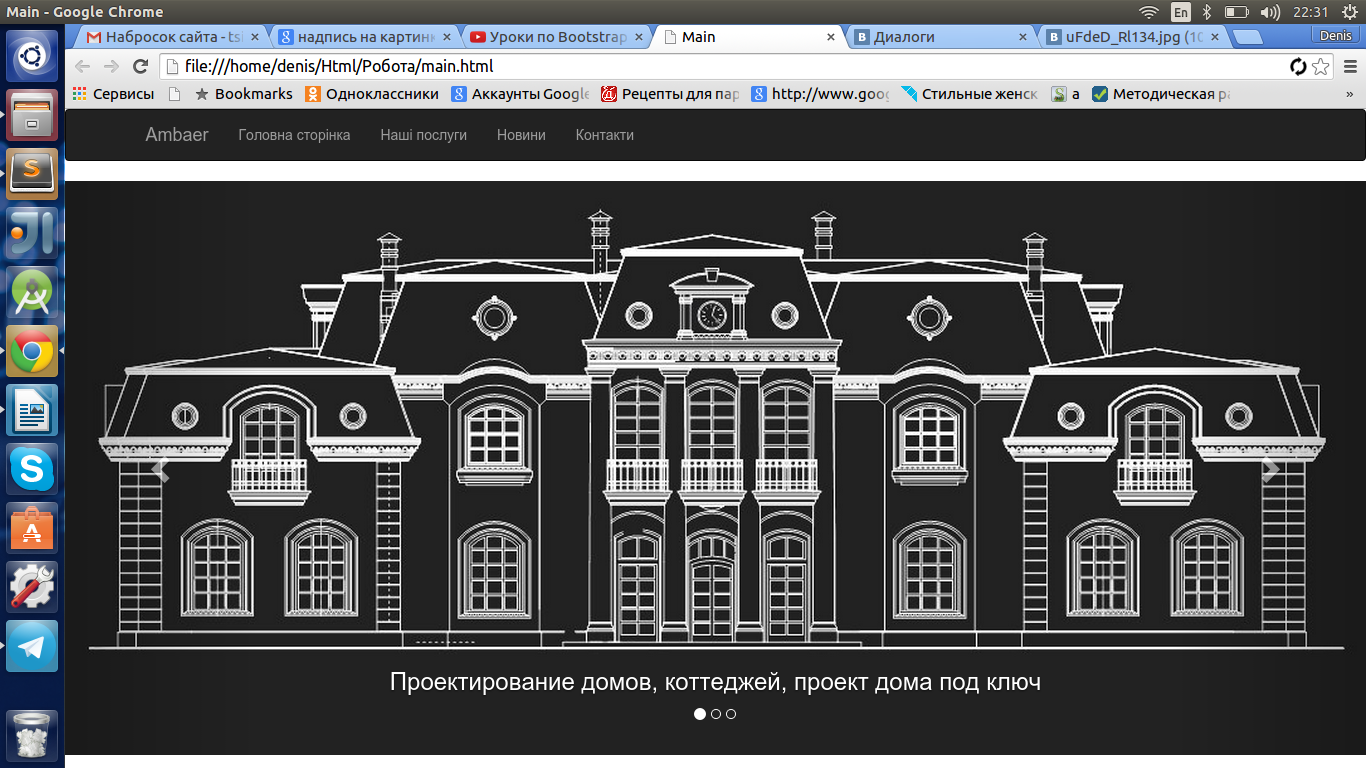 Main - Google Chrome
En
22:31
Набросок сайта - ts
надпись на картинк
Уроки по Bootstrap
Main
Диалоги
uFdeD_Rl134.jpg (10
Denis
file:///home/denis/Html/Робота/main.html
Сервисы
Bookmarks
Одноклассники
Аккаунты Google
Рецепты для пар
http://www.goog
Стильные женск
а
Методическая ра
»
Ambaer
Головна сторінка
Наші послуги
Новини
Контакти
Проектирование домов, коттеджей, проект дома под ключ